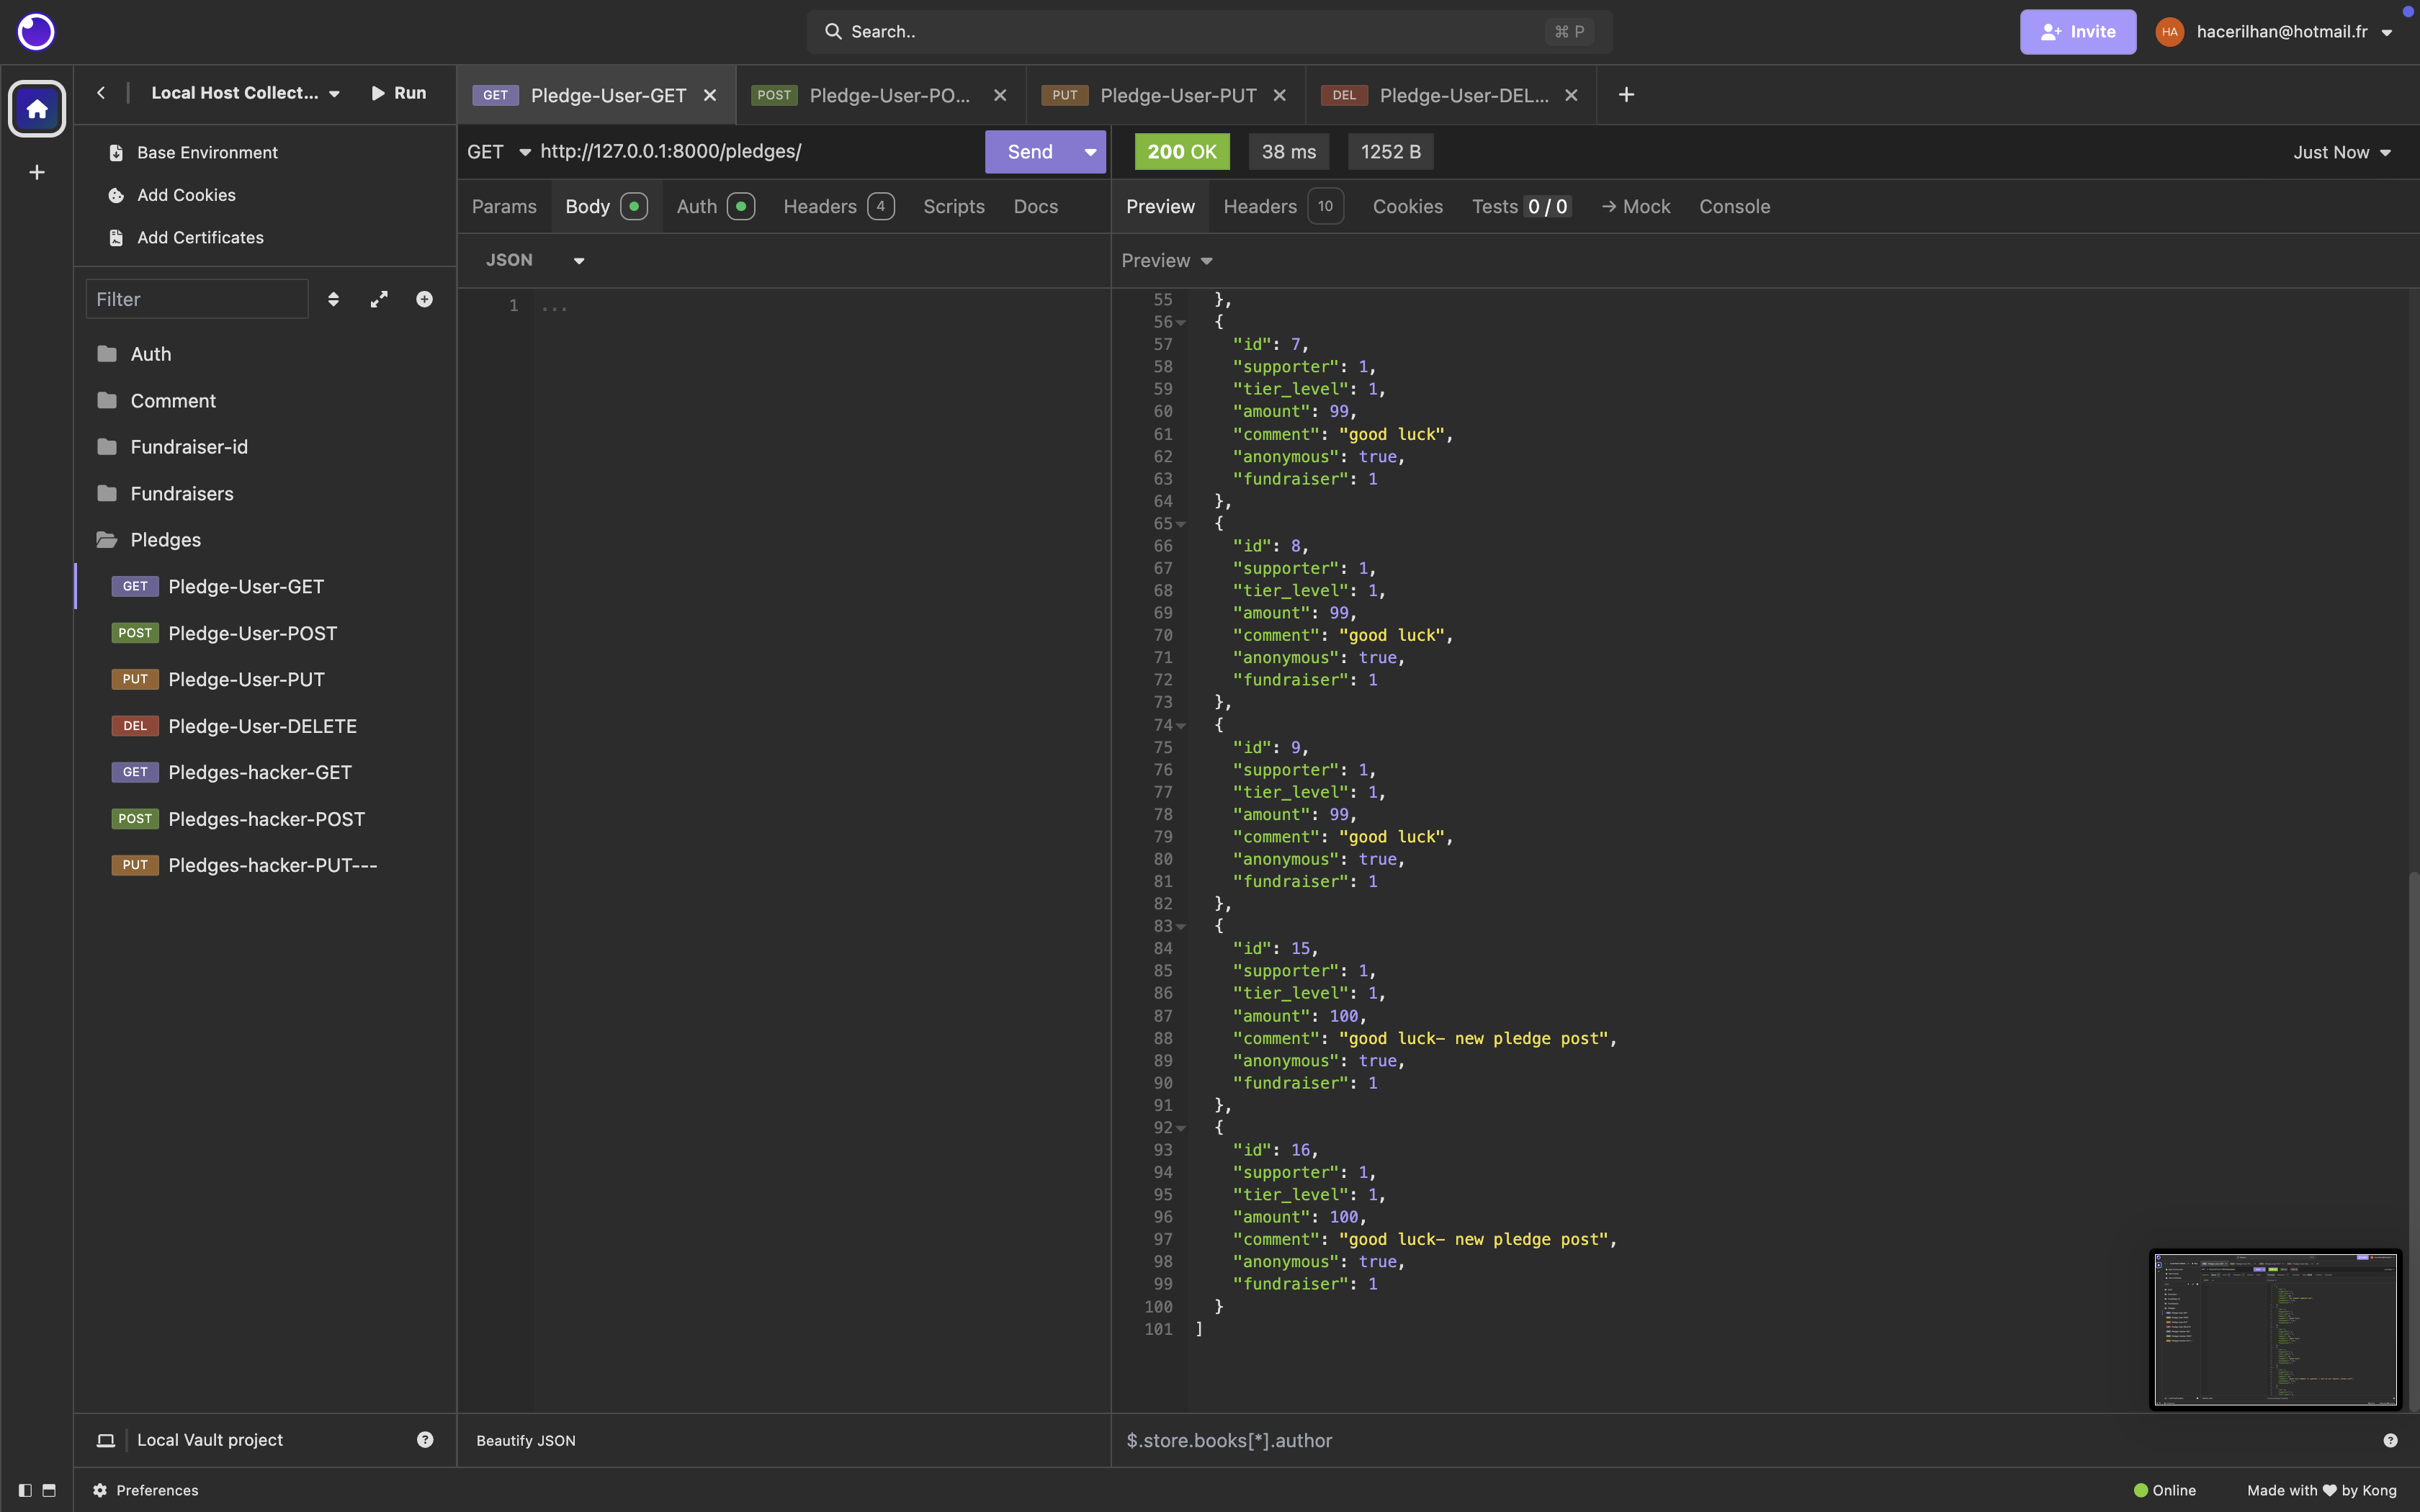 Search..
⌘ P
Invite
HA
hacerilhan@hotmail.fr
Local Host Collect...
Run
GET Pledge-User-GET
POST Pledge-User-PO...
PUT Pledge-User-PUT
DEL Pledge-User-DEL...
Base Environment
Add Cookies
Add Certificates
Filter
Auth
Comment
Fundraiser-id
Fundraisers
Pledges
GET Pledge-User-GET
POST Pledge-User-POST
PUT Pledge-User-PUT
DEL Pledge-User-DELETE
GET Pledges-hacker-GET
POST Pledges-hacker-POST
PUT Pledges-hacker-PUT---
Local Vault project
GET http://127.0.0.1:8000/pledges/
Send
Params Body Auth Headers 4 Scripts Docs
JSON
1 ...
Beautify JSON
200 OK 38 ms 1252 B
Just Now
Preview Headers 10 Cookies Tests 0 / 0 → Mock Console
Preview
55 },
56 {
57 "id": 7,
58 "supporter": 1,
59 "tier_level": 1,
60 "amount": 99,
61 "comment": "good luck",
62 "anonymous": true,
63 "fundraiser": 1
64 },
65 {
66 "id": 8,
67 "supporter": 1,
68 "tier_level": 1,
69 "amount": 99,
70 "comment": "good luck",
71 "anonymous": true,
72 "fundraiser": 1
73 },
74 {
75 "id": 9,
76 "supporter": 1,
77 "tier_level": 1,
78 "amount": 99,
79 "comment": "good luck",
80 "anonymous": true,
81 "fundraiser": 1
82 },
83 {
84 "id": 15,
85 "supporter": 1,
86 "tier_level": 1,
87 "amount": 100,
88 "comment": "good luck- new pledge post",
89 "anonymous": true,
90 "fundraiser": 1
91 },
92 {
93 "id": 16,
94 "supporter": 1,
95 "tier_level": 1,
96 "amount": 100,
97 "comment": "good luck- new pledge post",
98 "anonymous": true,
99 "fundraiser": 1
100 }
101 ]
$.store.books[*].author
Preferences
Online
Made with ♥ by Kong